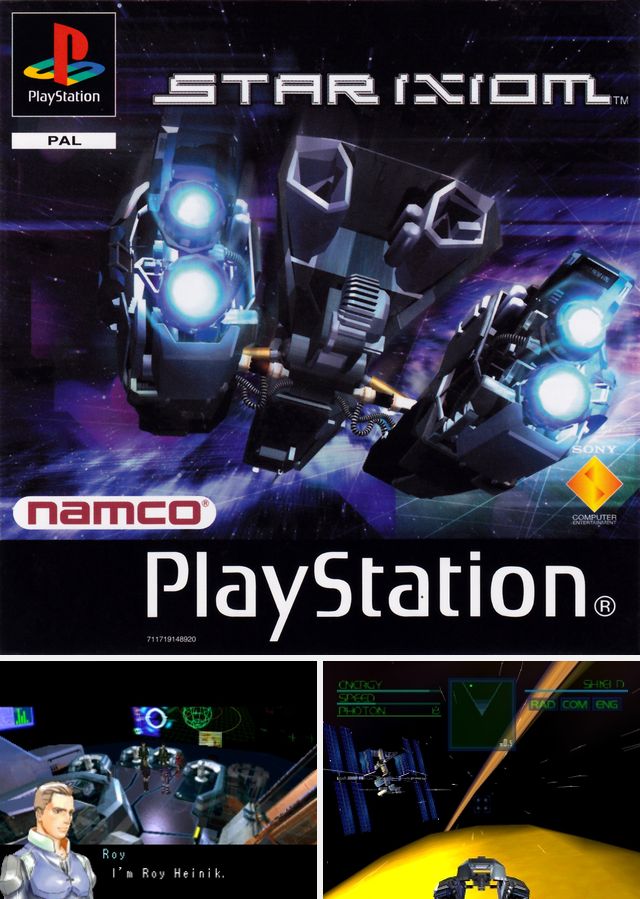 PlayStation
PAL
STAR IXIOM™
SONY
COMPUTER
ENTERTAINMENT
namco®
PlayStation®
711719148920
Roy
I'm Roy Heinik.
ENERGY
SPEED
PHOTON
SHIELD
RAD COM ENG